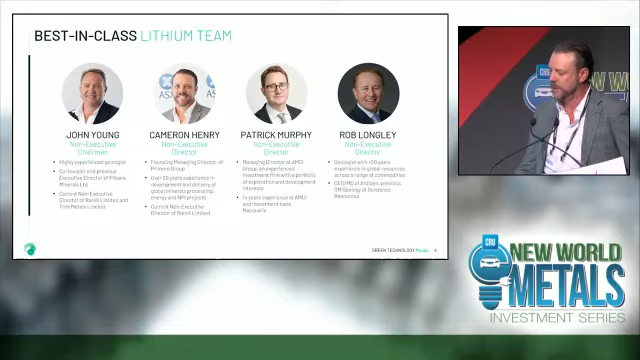 BEST-IN-CLASS LITHIUM TEAM
JOHN YOUNG
Non-Executive
Chairman
• Highly experienced geologist
• Co-founder and previous
Executive Director of Pilbara
Minerals Ltd
• Current Non-Executive
Director of RareX Limited and
Trek Metals Limited
CAMERON HENRY
Non-Executive
Director
• Founding Managing Director of
Primero Group
• Over 20 years experience in
development and delivery of
global minerals processing,
energy and NPI projects
• Current Non-Executive
Director of RareX Limited
PATRICK MURPHY
Non-Executive
Director
• Managing Director at AMCI
Group, an experienced
investment firm with a portfolio
of exploration and development
interests
• 14 years experience at AMCI
and investment bank,
Macquarie
ROB LONGLEY
Non-Executive
Director
• Geologist with +20 years
experience in global resources
across a range of commodities
• CEO/MD at Ardiden, previous
GM Geology at Sundance
Resources
GREEN TECHNOLOGY Metals
4
CRU
NEW WORLD
METALS
INVESTMENT SERIES